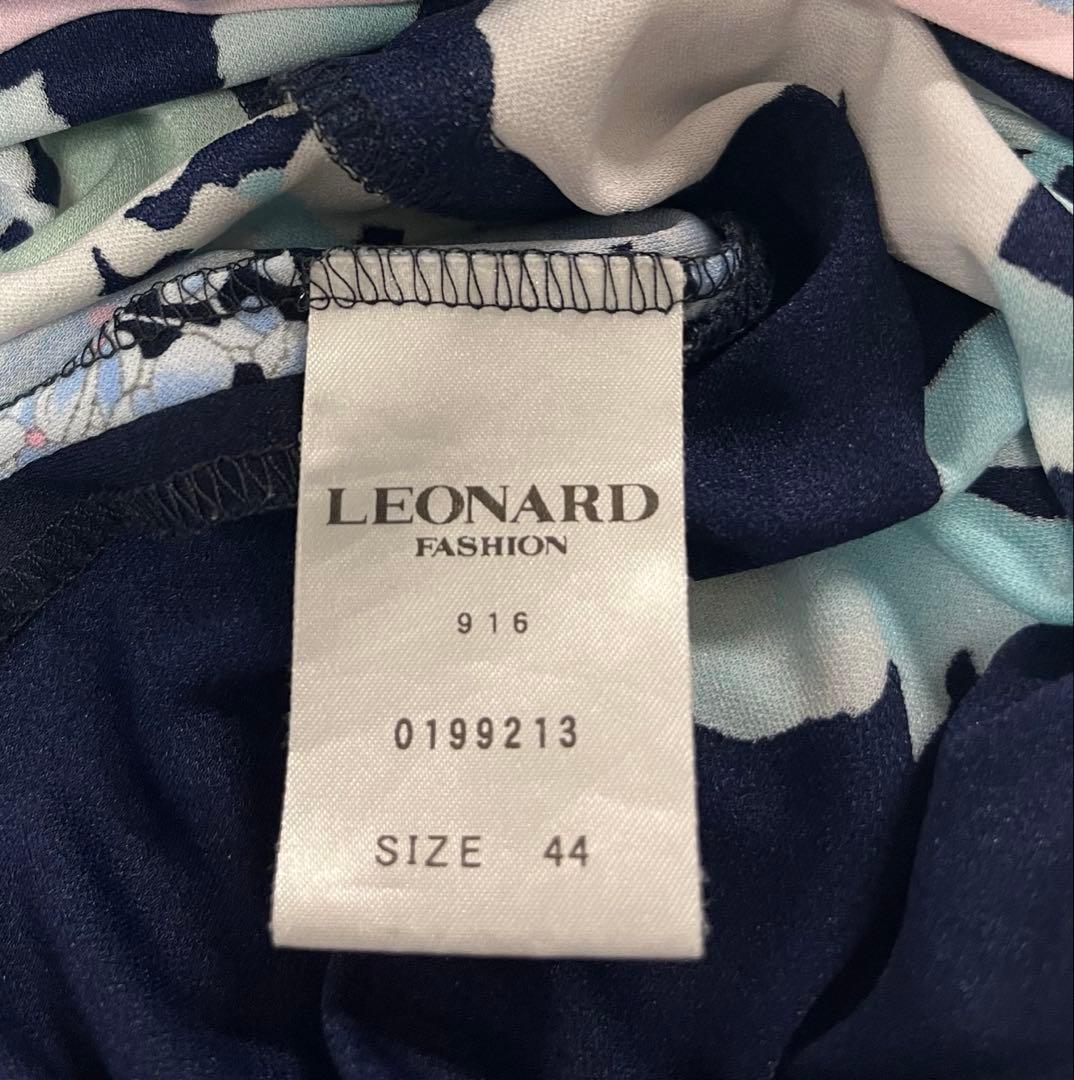 LEONARD
FASHION
916
0199213
SIZE 44